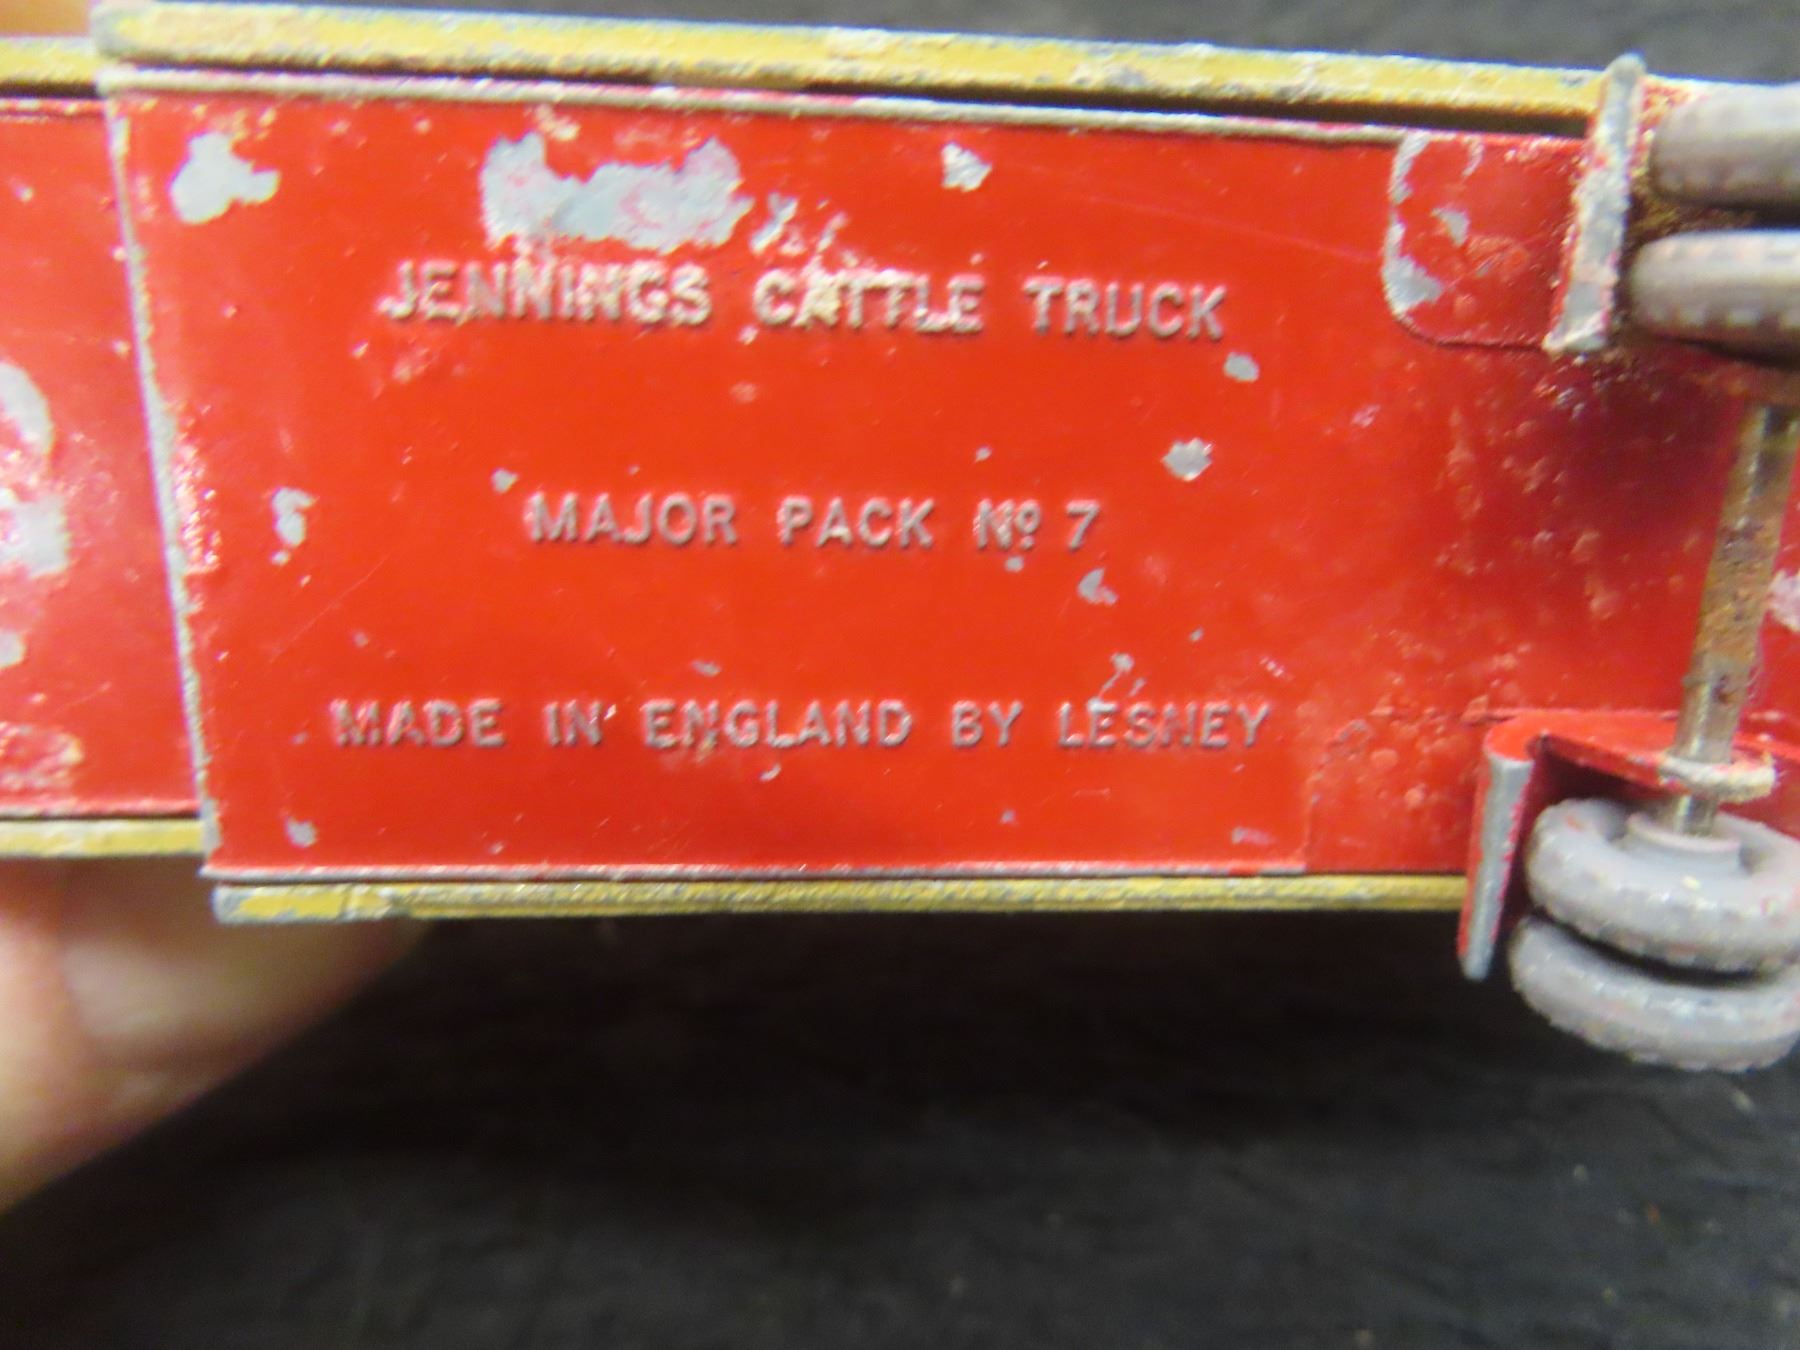 JENNINGS CATTLE TRUCK
MAJOR PACK Nº 7
MADE IN ENGLAND BY LESNEY